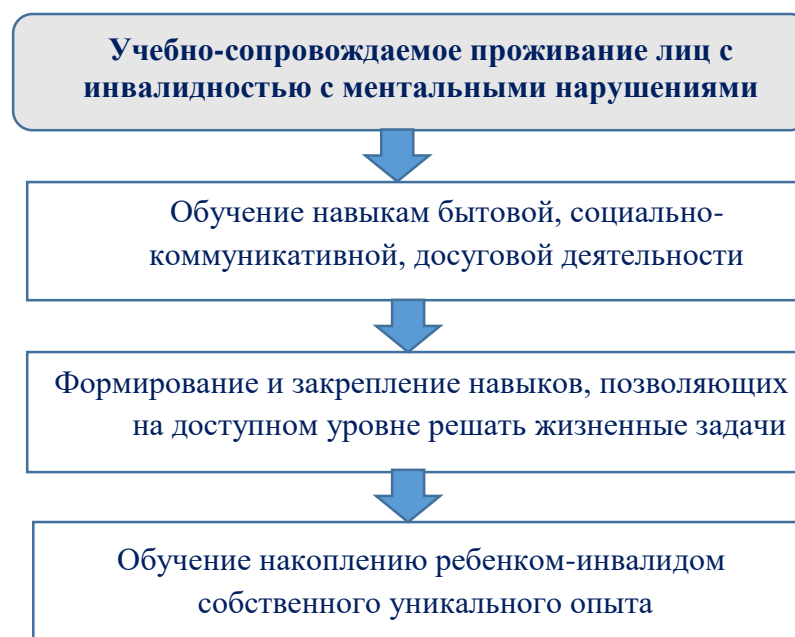 Учебно-сопровождаемое проживание лиц с
инвалидностью с ментальными нарушениями
Обучение навыкам бытовой, социально-
коммуникативной, досуговой деятельности
Формирование и закрепление навыков, позволяющих
на доступном уровне решать жизненные задачи
Обучение накоплению ребенком-инвалидом
собственного уникального опыта